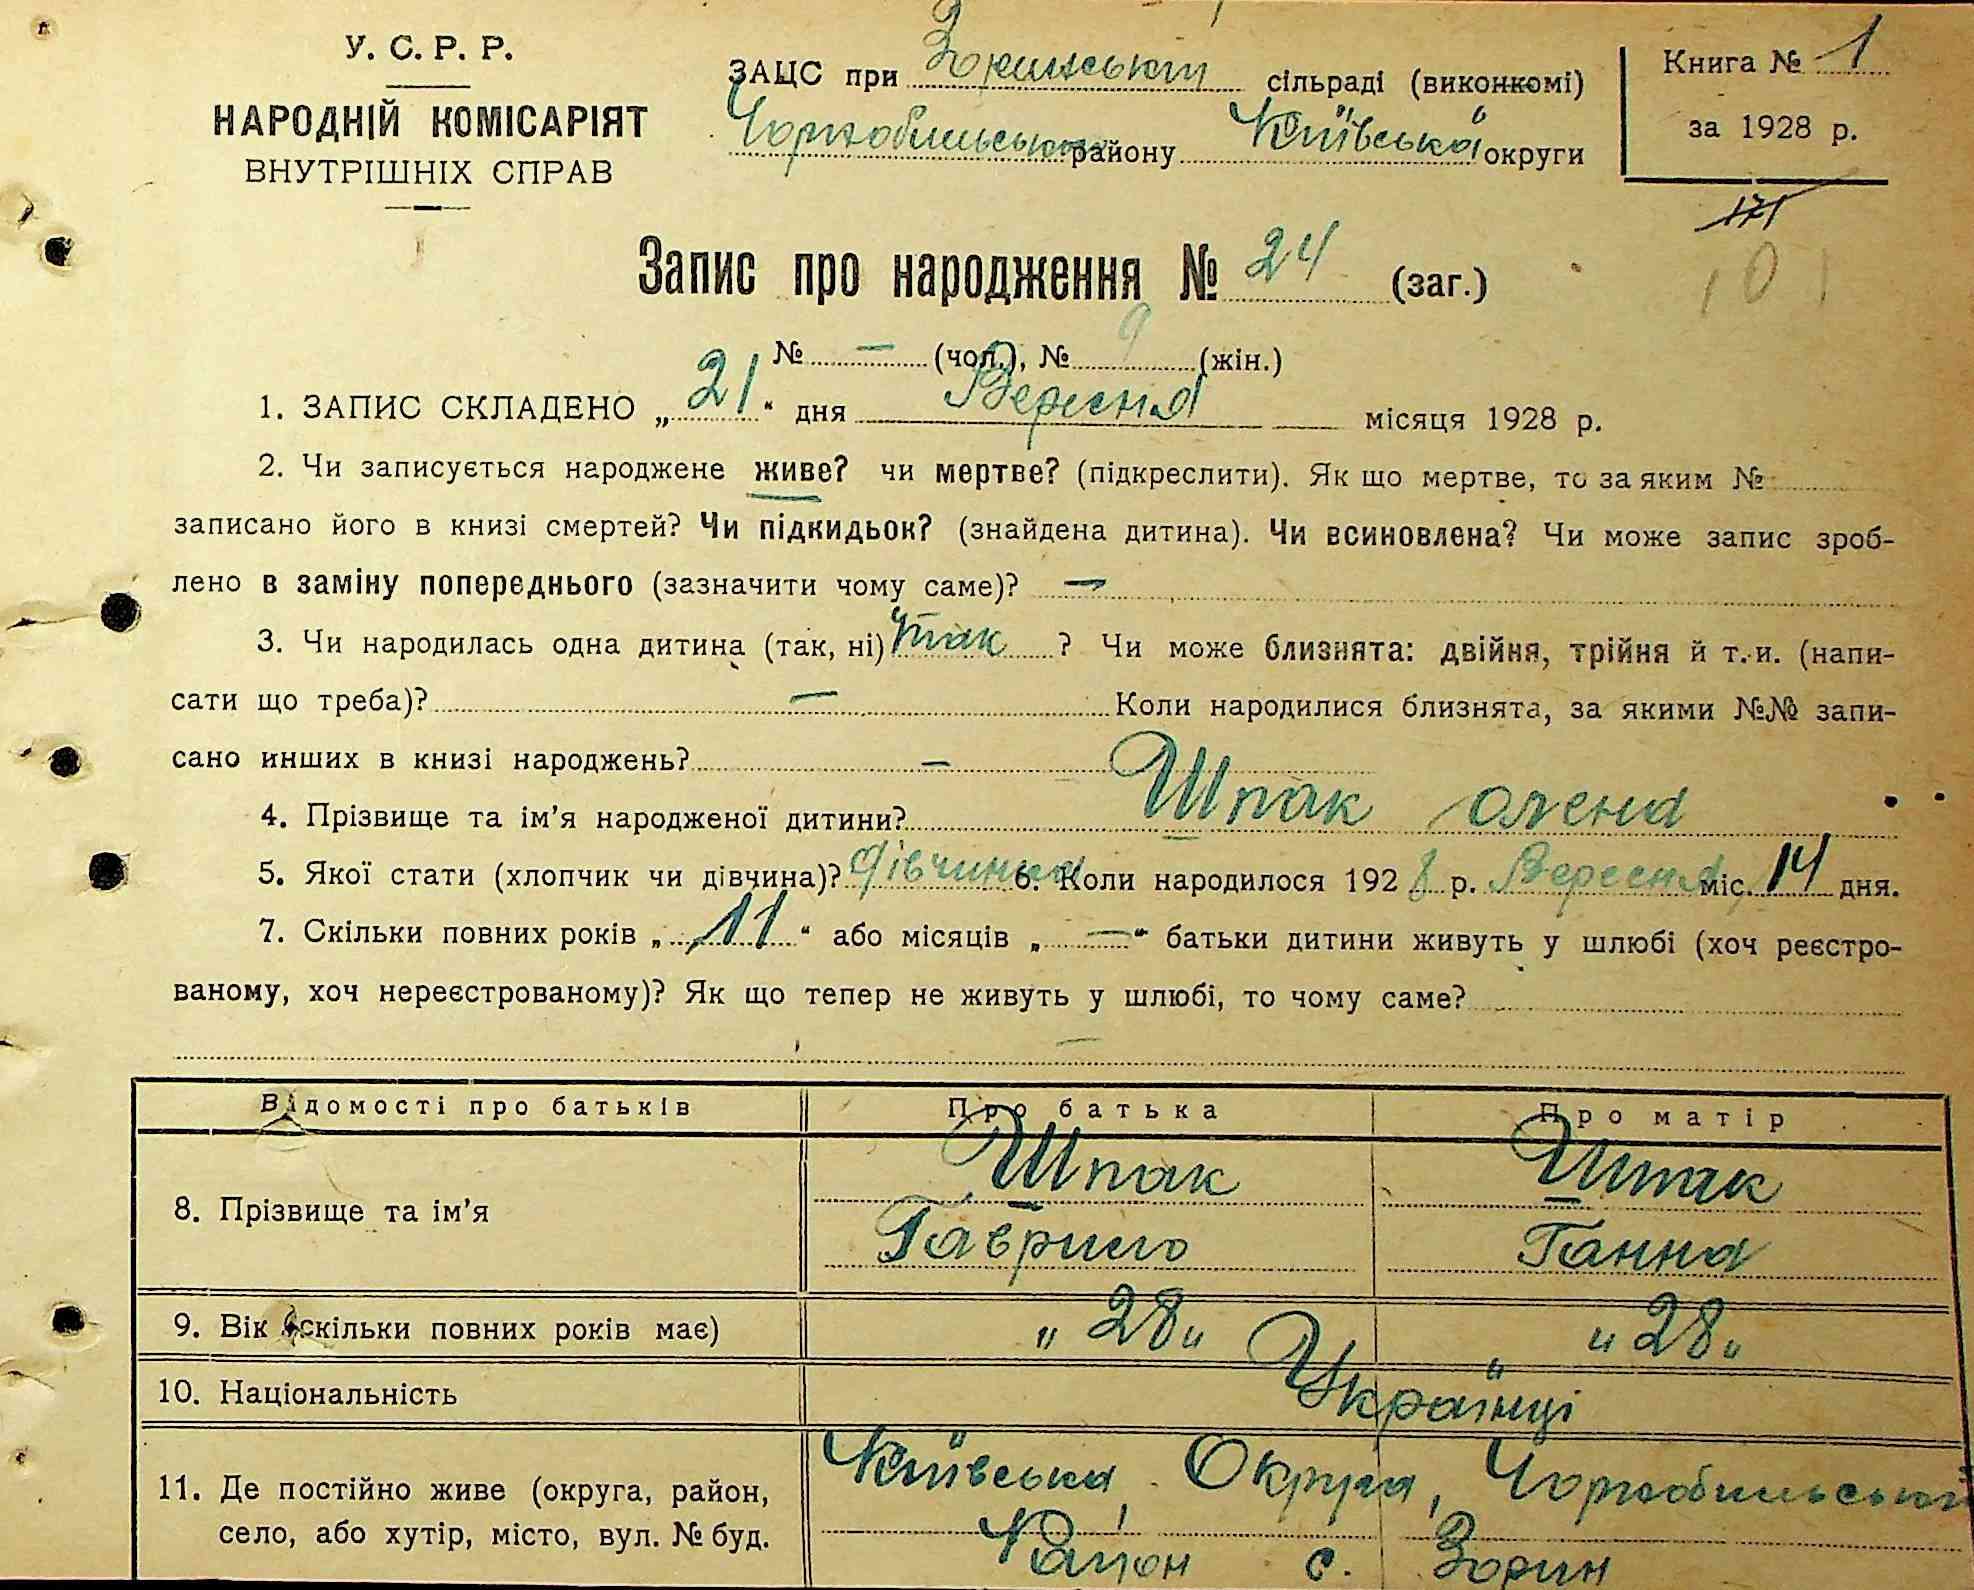 У. С. Р. Р.
НАРОДНІЙ КОМІСАРІЯТ
ВНУТРІШНІХ СПРАВ
ЗАЦС при сільраді (виконкомі)
Чорнобильського району Київська округи
Книга № 1
за 1928 р.
171
101
Запис про народження № 24 (заг.)
№ — (чол.), № 9 (жін.)
1. ЗАПИС СКЛАДЕНО „ 21 “ дня Вересня місяця 1928 р.
2. Чи записується народжене живе? чи мертве? (підкреслити). Як що мертве, то за яким №
записано його в книзі смертей? Чи підкидьок? (знайдена дитина). Чи всиновлена? Чи може запис зроб-
лено в заміну попереднього (зазначити чому саме)? —
3. Чи народилась одна дитина (так, ні) так ? Чи може близнята: двійня, трійня й т. и. (напи-
сати що треба)? — Коли народилися близнята, за якими №№ запи-
сано инших в книзі народжень? —
4. Прізвище та ім’я народженої дитини? Шпак олена
5. Якої стати (хлопчик чи дівчина)? дівчинка 6. Коли народилося 1928 р. Вересня міс. 14 дня.
7. Скільки повних років „ 11 “ або місяців „ — “ батьки дитини живуть у шлюбі (хоч реєстро-
ваному, хоч нереєстрованому)? Як що тепер не живуть у шлюбі, то чому саме?
—
Відомості про батьків Про батька Про матір
8. Прізвище та ім’я Шпак Шпак
Гаврило Ганна
9. Вік (скільки повних років має) „ 28 „ „ 28 „
10. Національність Українці
11. Де постійно живе (округа, район, Київська Округа, Чорнобильський
село, або хутір, місто, вул. № буд. Район с. Зорин